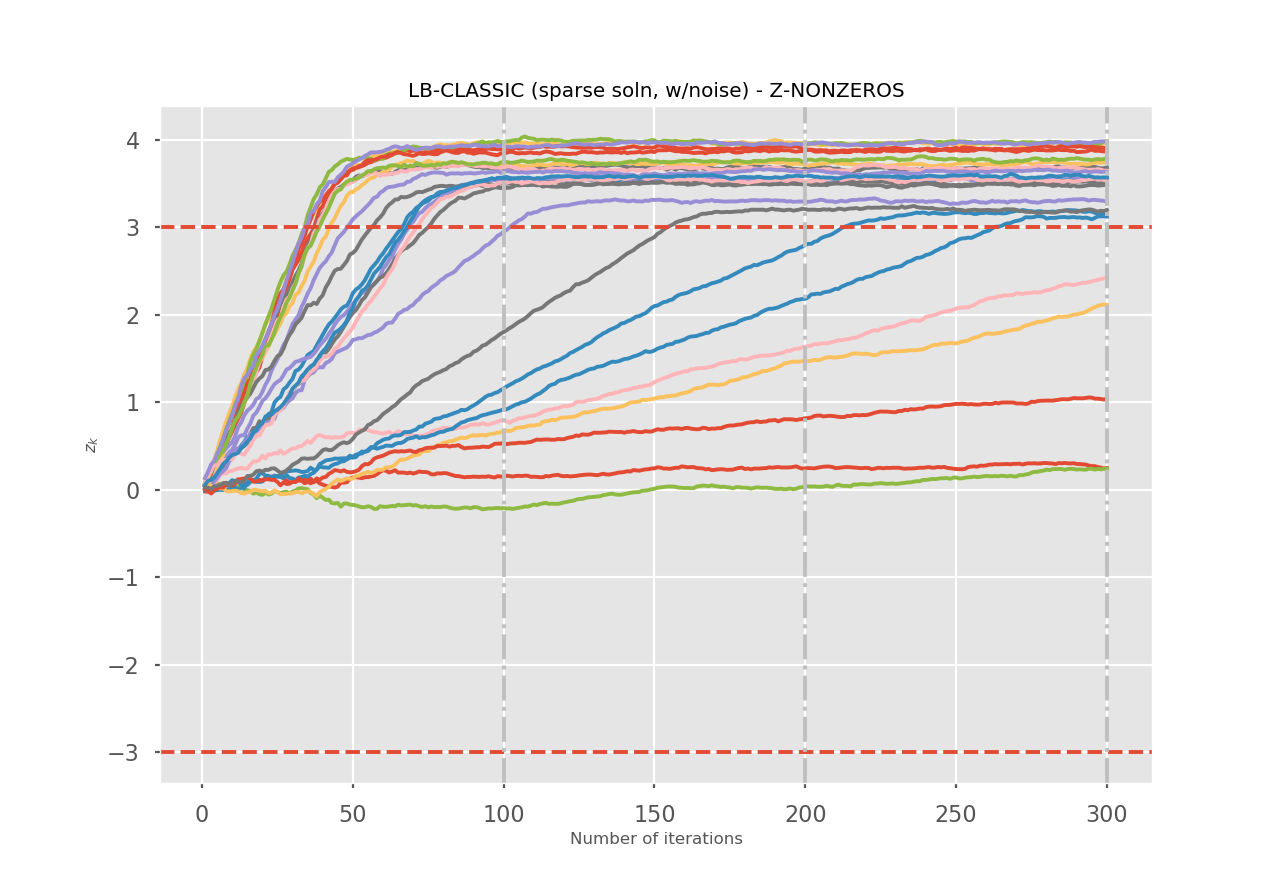 LB-CLASSIC (sparse soln, w/noise) - Z-NONZEROS
4
3
2
1
0
−1
−2
−3
z_k
0 50 100 150 200 250 300
Number of iterations